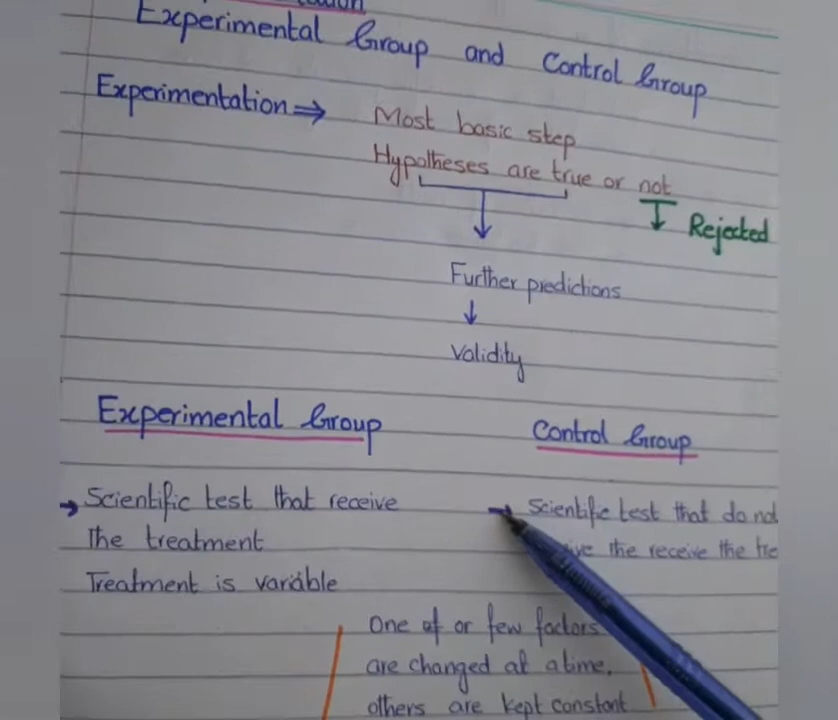 Experimental Group and Control Group
Experimentation ⇒ Most basic step
Hypotheses are true or not
Rejected
Further predictions
↓
Validity
Experimental Group
Control Group
→ Scientific test that receive
the treatment
Treatment is variable
→ Scientific test that do not
the receive the
One of or few factors
are changed at a time,
others are kept constant